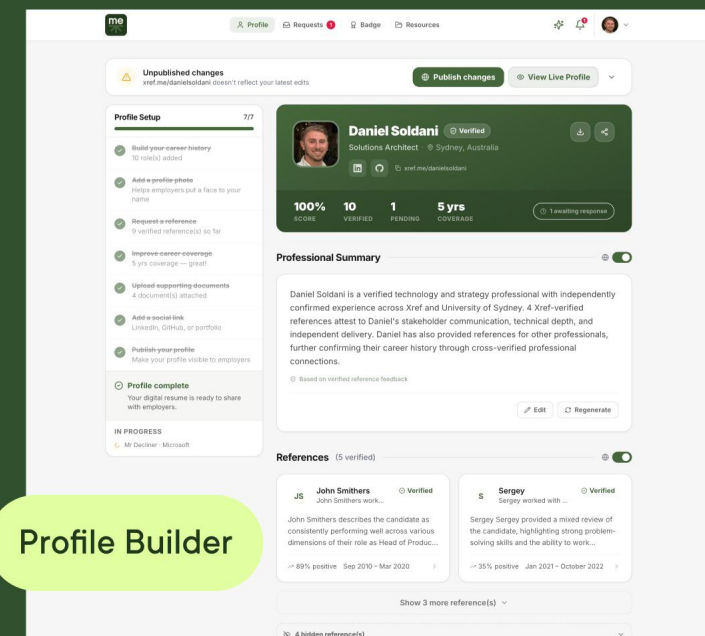 me
Profile
Requests 1
Badge
Resources
Unpublished changes
xref.me/danielsoldani doesn't reflect your latest edits
Publish changes
View Live Profile
Profile Setup 7/7
Build your career history
10 role(s) added
Add a profile photo
Helps employers put a face to your
name
Request a reference
9 verified reference(s) so far
Improve career coverage
5 yrs coverage — great!
Upload supporting documents
4 document(s) attached
Add a social link
LinkedIn, GitHub, or portfolio
Publish your profile
Make your profile visible to employers
Profile complete
Your digital resume is ready to share
with employers.
IN PROGRESS
Mr Decliner · Microsoft
Daniel Soldani Verified
Solutions Architect · Sydney, Australia
in xref.me/danielsoldani
100% 10 1 5 yrs
SCORE VERIFIED PENDING COVERAGE
1 awaiting response
Professional Summary
Daniel Soldani is a verified technology and strategy professional with independently
confirmed experience across Xref and University of Sydney. 4 Xref-verified
references attest to Daniel's stakeholder communication, technical depth, and
independent delivery. Daniel has also provided references for other professionals,
further confirming their career history through cross-verified professional
connections.
Based on verified reference feedback
Edit
Regenerate
References (5 verified)
JS
John Smithers Verified
John Smithers work...
John Smithers describes the candidate as
consistently performing well across various
dimensions of their role as Head of Produc...
89% positive Sep 2010 – Mar 2020
S
Sergey Verified
Sergey worked with ...
Sergey Sergey provided a mixed review of
the candidate, highlighting strong problem-
solving skills and the ability to work...
35% positive Jan 2021 – October 2022
Show 3 more reference(s)
4 hidden reference(s)
Profile Builder